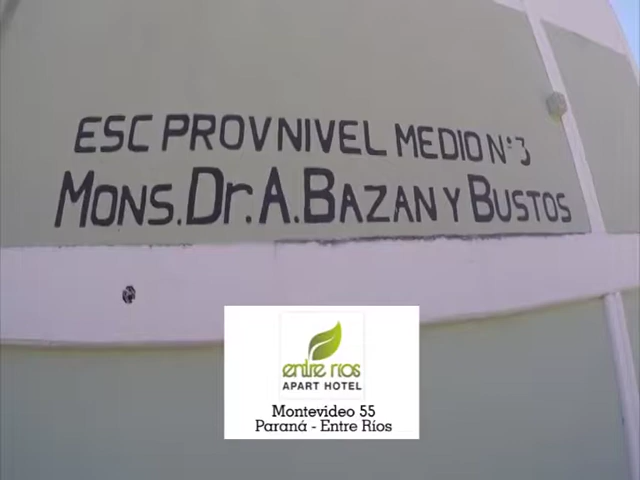 ESC PROV NIVEL MEDIO N°3
MONS. Dr. A. BAZAN Y BUSTOS
entre rios
APART HOTEL
Montevideo 55
Paraná - Entre Ríos